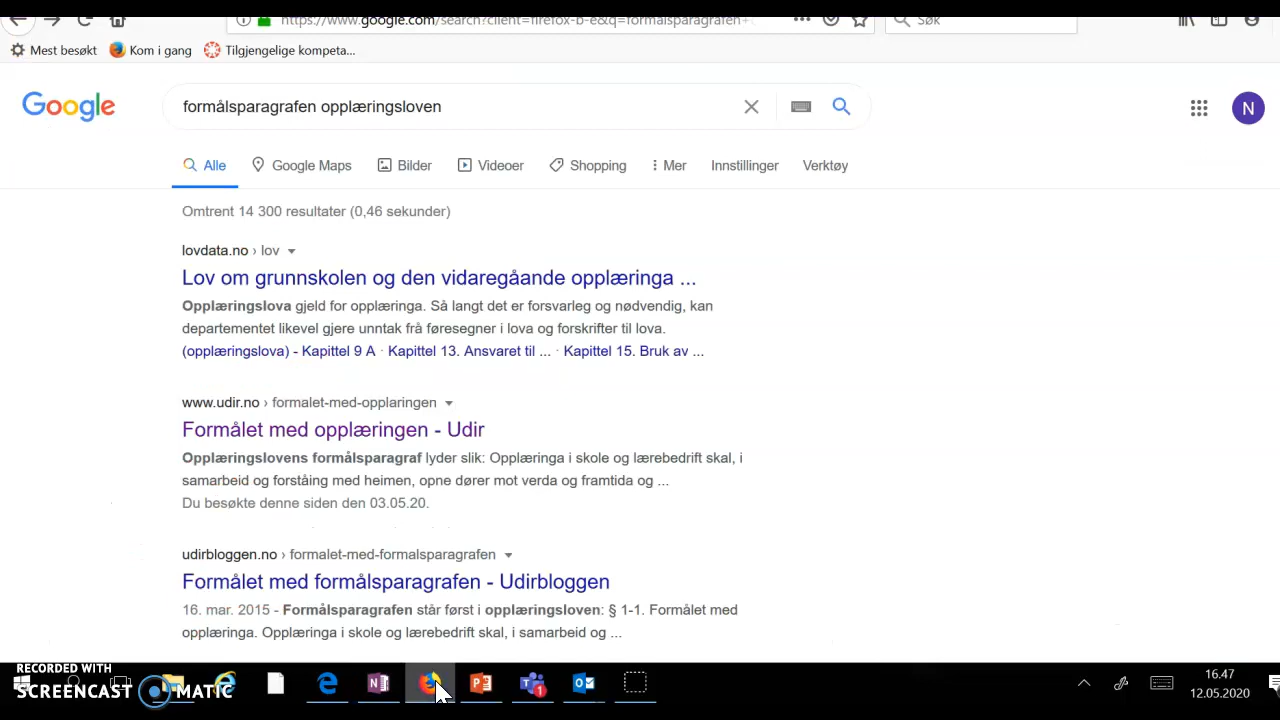 https://www.google.com/search?client=firefox-b-e&q=formålsparagrafen+
Søk
Mest besøkt
Kom i gang
Tilgjengelige kompeta...
Google
formålsparagrafen opplæringsloven
N
Alle
Google Maps
Bilder
Videoer
Shopping
Mer
Innstillinger
Verktøy
Omtrent 14 300 resultater (0,46 sekunder)
lovdata.no › lov
Lov om grunnskolen og den vidaregåande opplæringa ...
Opplæringslova gjeld for opplæringa. Så langt det er forsvarleg og nødvendig, kan
departementet likevel gjere unntak frå føresegner i lova og forskrifter til lova.
(opplæringslova) - Kapittel 9 A · Kapittel 13. Ansvaret til ... · Kapittel 15. Bruk av ...
www.udir.no › formalet-med-opplaringen
Formålet med opplæringen - Udir
Opplæringslovens formålsparagraf lyder slik: Opplæringa i skole og lærebedrift skal, i
samarbeid og forståing med heimen, opne dører mot verda og framtida og ...
Du besøkte denne siden den 03.05.20.
udirbloggen.no › formalet-med-formalsparagrafen
Formålet med formålsparagrafen - Udirbloggen
16. mar. 2015 - Formålsparagrafen står først i opplæringsloven: § 1-1. Formålet med
opplæringa. Opplæringa i skole og lærebedrift skal, i samarbeid og ...
RECORDED WITH
SCREENCAST MATIC
1
16.47
12.05.2020